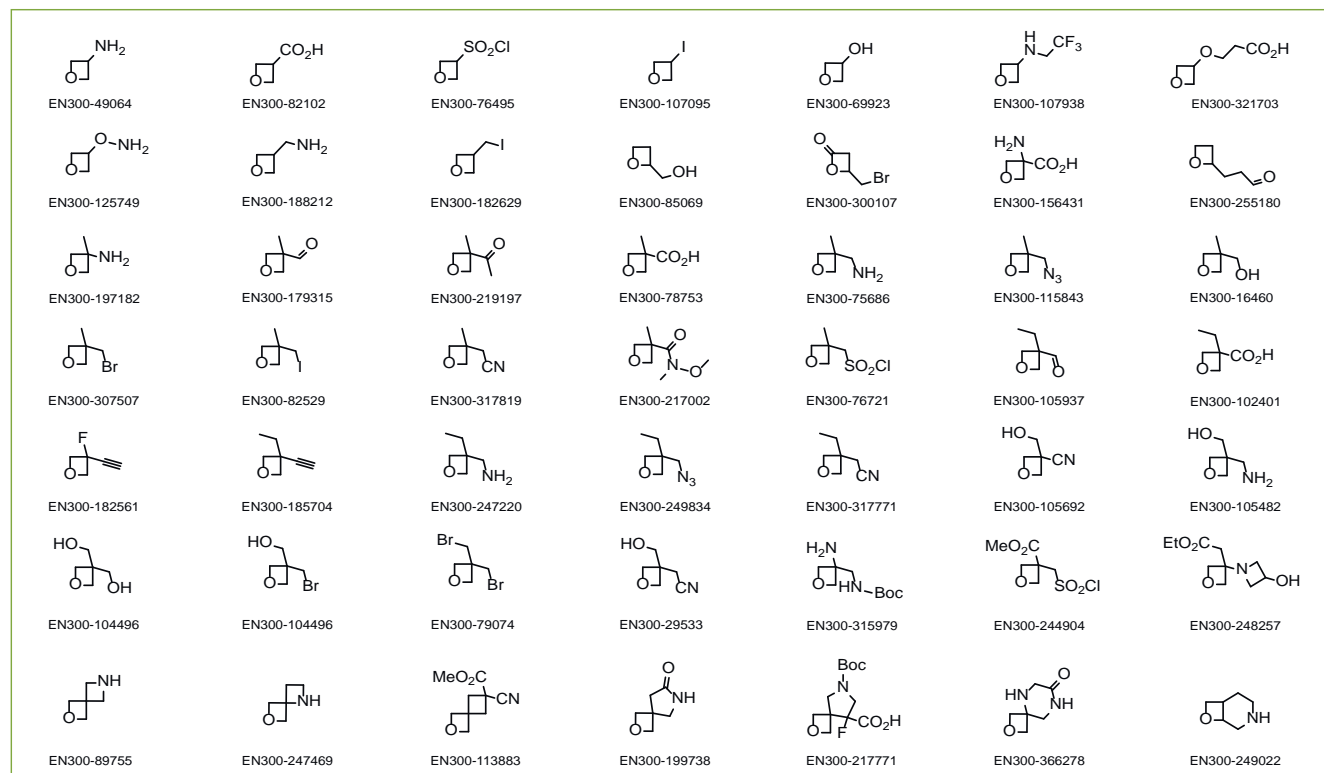 NH2 CO2H SO2Cl I OH H N CF3 O CO2H
O O O O O O O
EN300-49064 EN300-82102 EN300-76495 EN300-107095 EN300-69923 EN300-107938 EN300-321703
O NH2 NH2 I O OH O O Br H2N CO2H O
O O O O O
EN300-125749 EN300-188212 EN300-182629 EN300-85069 EN300-300107 EN300-156431 EN300-255180
NH2 O O CO2H NH2 N3 OH
O O O O O O O
EN300-197182 EN300-179315 EN300-219197 EN300-78753 EN300-75686 EN300-115843 EN300-16460
Br I CN O N O SO2Cl O CO2H
O O O O O O O
EN300-307507 EN300-82529 EN300-317819 EN300-217002 EN300-76721 EN300-105937 EN300-102401
F NH2 N3 CN HO CN HO NH2
O O O O O O O
EN300-182561 EN300-185704 EN300-247220 EN300-249834 EN300-317771 EN300-105692 EN300-105482
HO OH HO Br Br Br HO CN H2N HN Boc MeO2C SO2Cl EtO2C N OH
O O O O O O O
EN300-104496 EN300-104496 EN300-79074 EN300-29533 EN300-315979 EN300-244904 EN300-248257
NH NH MeO2C CN O NH Boc N F CO2H HN O NH NH
O O O O O O O
EN300-89755 EN300-247469 EN300-113883 EN300-199738 EN300-217771 EN300-366278 EN300-249022